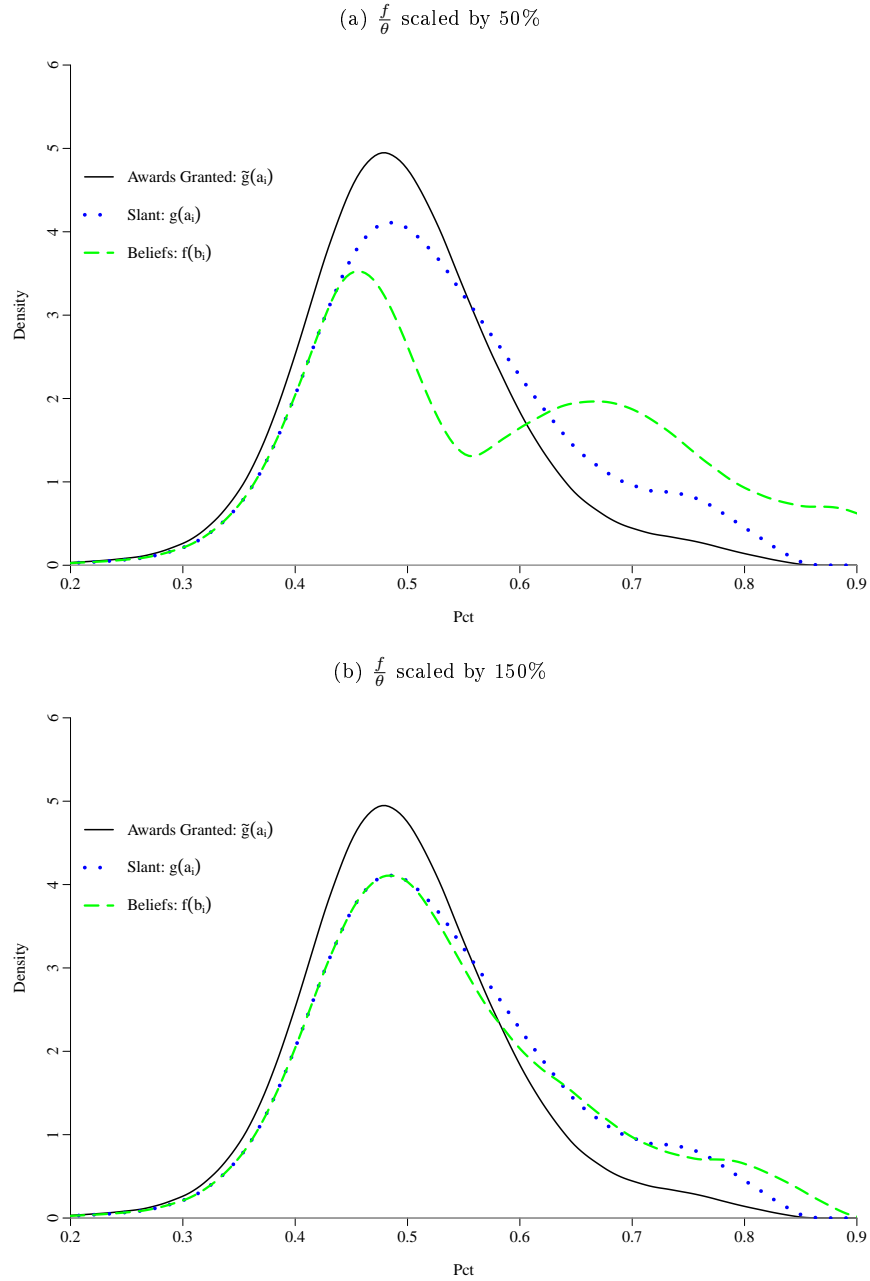 (a) f/θ scaled by 50%
6
5
4
3
2
1
0
Density
Awards Granted: g̃(aᵢ)
Slant: g(aᵢ)
Beliefs: f(bᵢ)
0.2 0.3 0.4 0.5 0.6 0.7 0.8 0.9
Pct
(b) f/θ scaled by 150%
6
5
4
3
2
1
0
Density
Awards Granted: g̃(aᵢ)
Slant: g(aᵢ)
Beliefs: f(bᵢ)
0.2 0.3 0.4 0.5 0.6 0.7 0.8 0.9
Pct